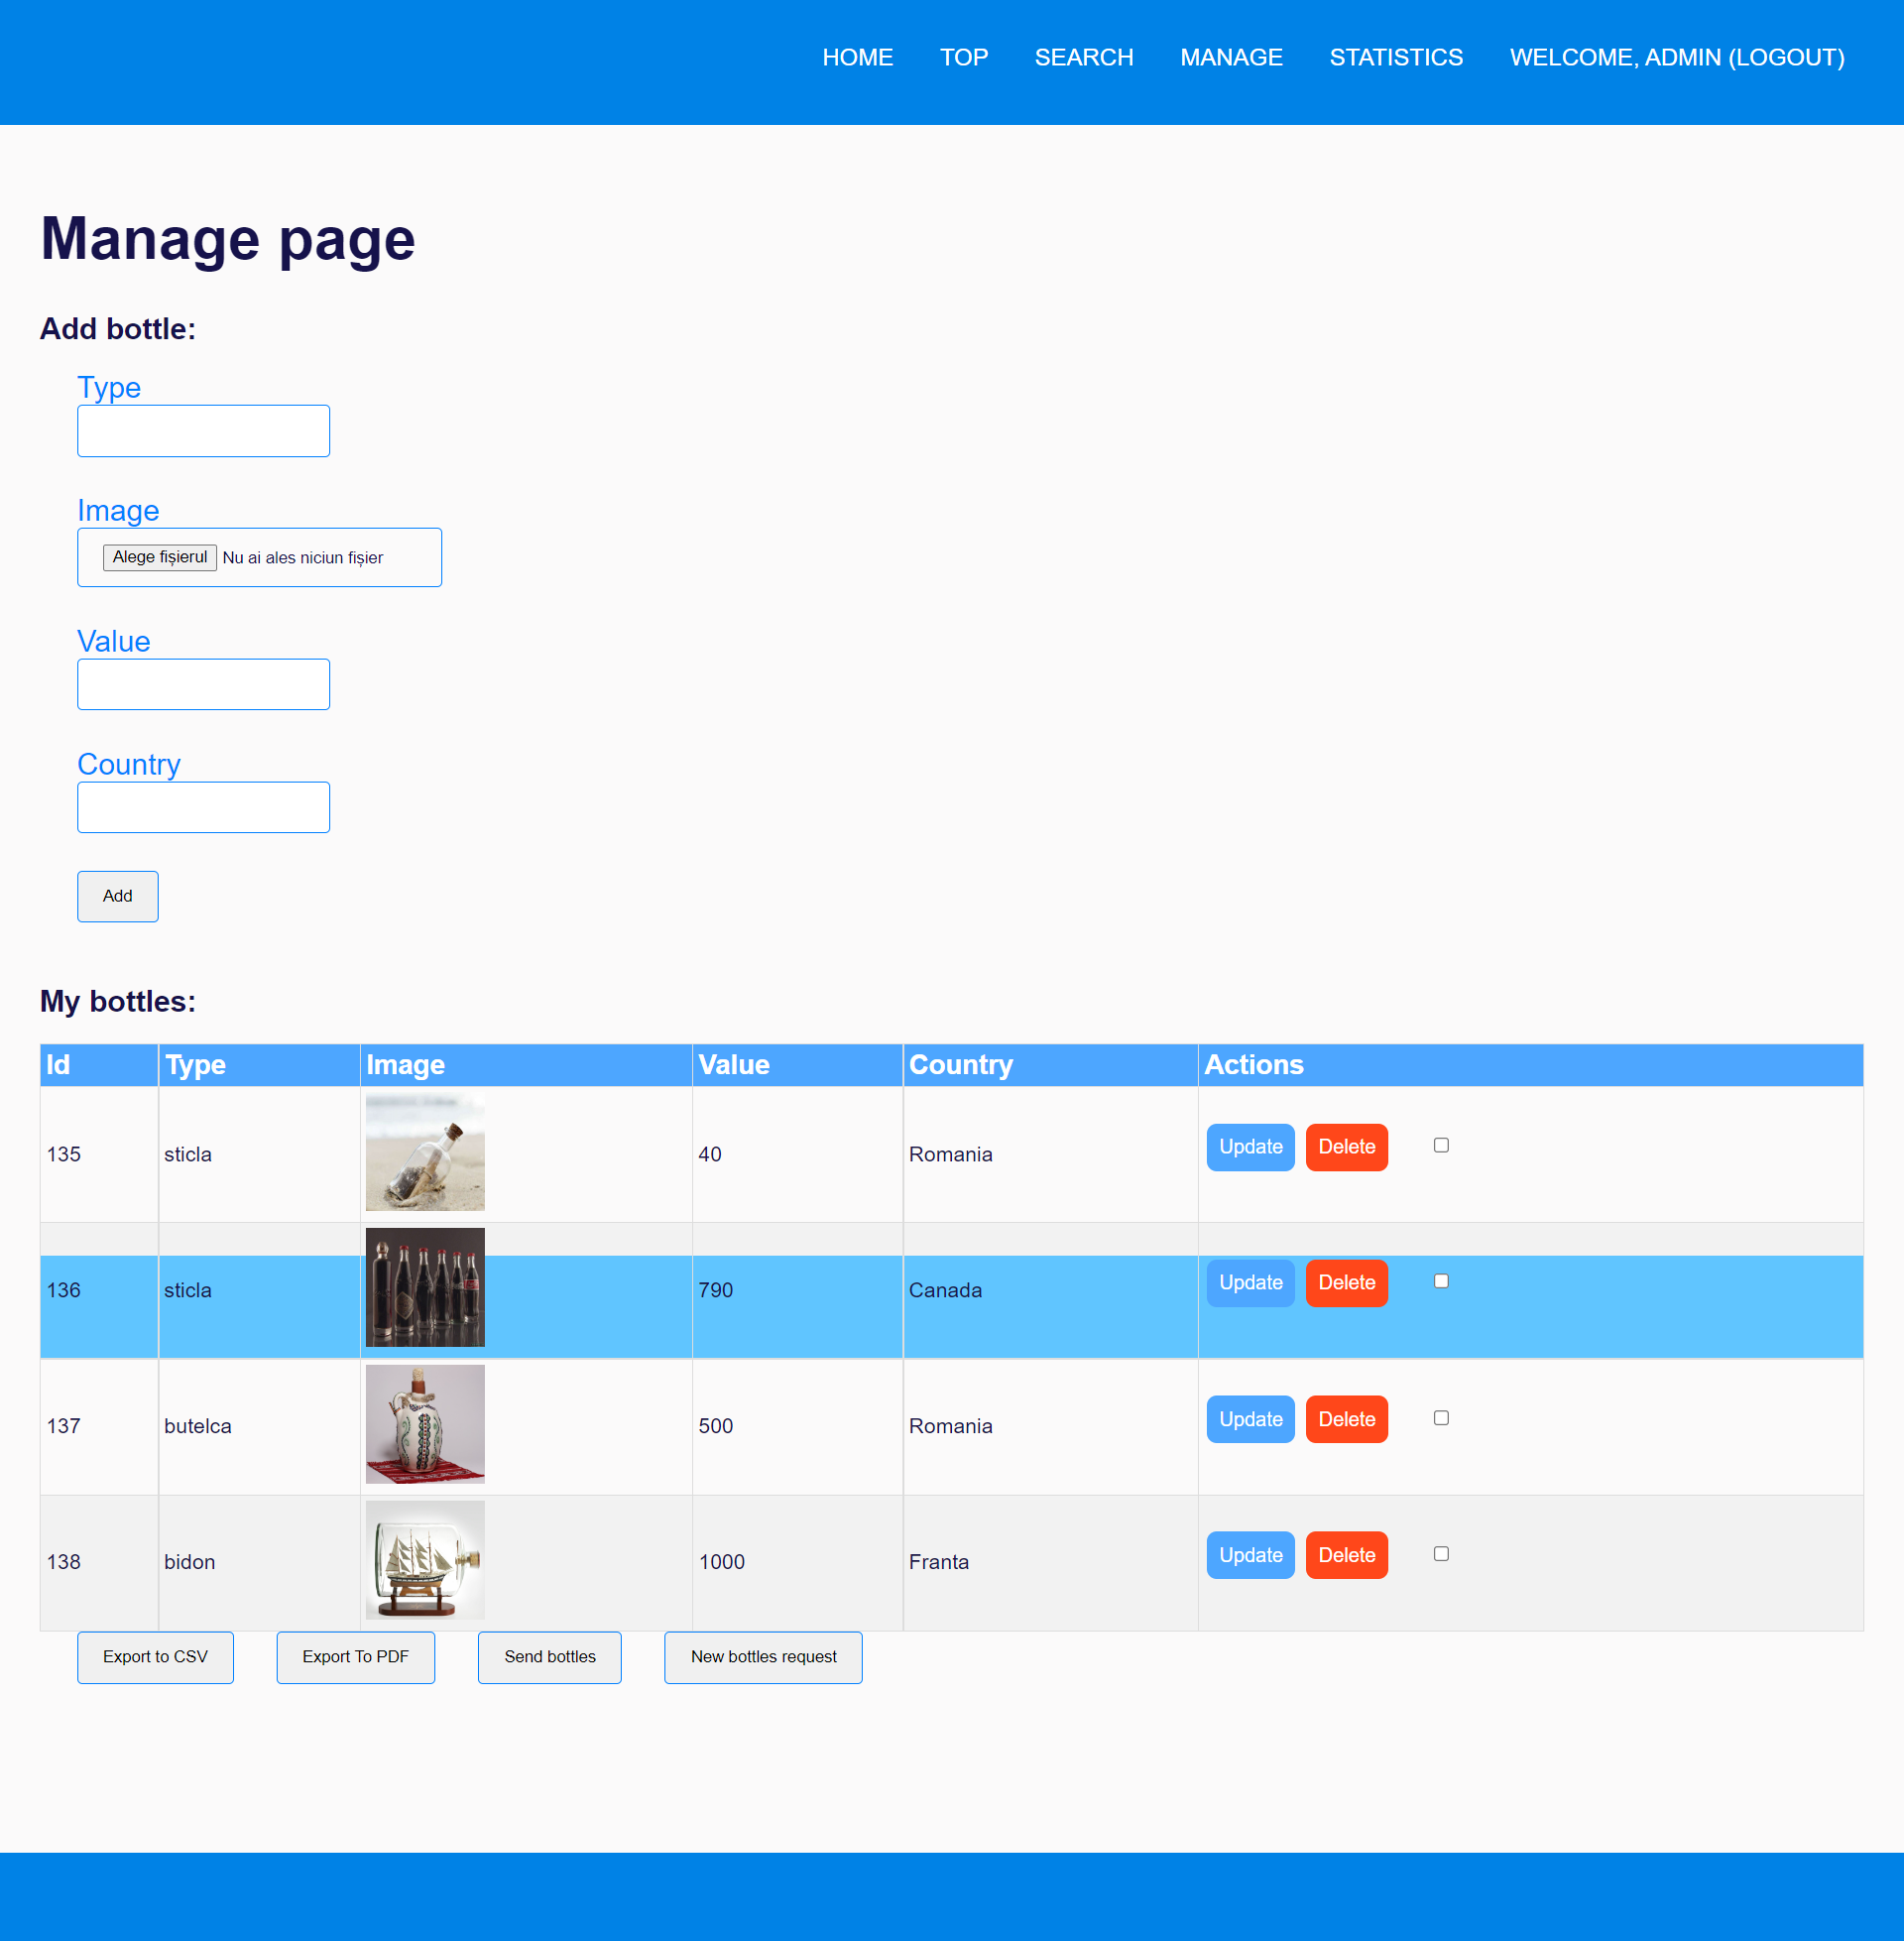 HOME TOP SEARCH MANAGE STATISTICS WELCOME, ADMIN (LOGOUT)
Manage page
Add bottle:
Type
Image
Alege fișierul Nu ai ales niciun fișier
Value
Country
Add
My bottles:
Id Type Image Value Country Actions
135 sticla 40 Romania Update Delete
136 sticla 790 Canada Update Delete
137 butelca 500 Romania Update Delete
138 bidon 1000 Franta Update Delete
Export to CSV Export To PDF Send bottles New bottles request